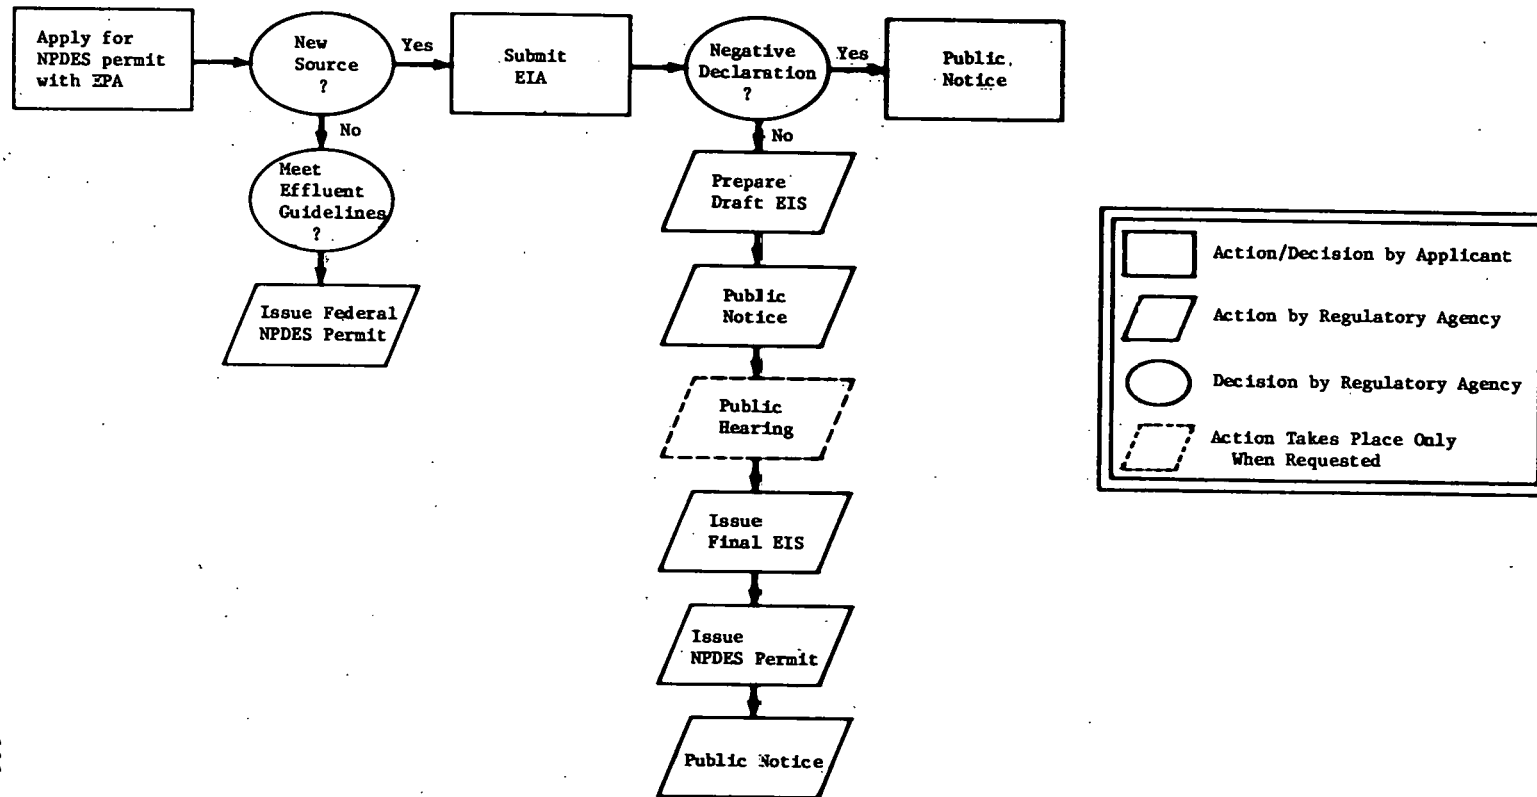 Apply for
NPDES permit
with EPA
New
Source
?
Yes
Submit
EIA
Negative
Declaration
?
Yes
Public
Notice
No
Meet
Effluent
Guidelines
?
Issue Federal
NPDES Permit
No
Prepare
Draft EIS
Public
Notice
Public
Hearing
Issue
Final EIS
Issue
NPDES Permit
Public Notice
Action/Decision by Applicant
Action by Regulatory Agency
Decision by Regulatory Agency
Action Takes Place Only
When Requested